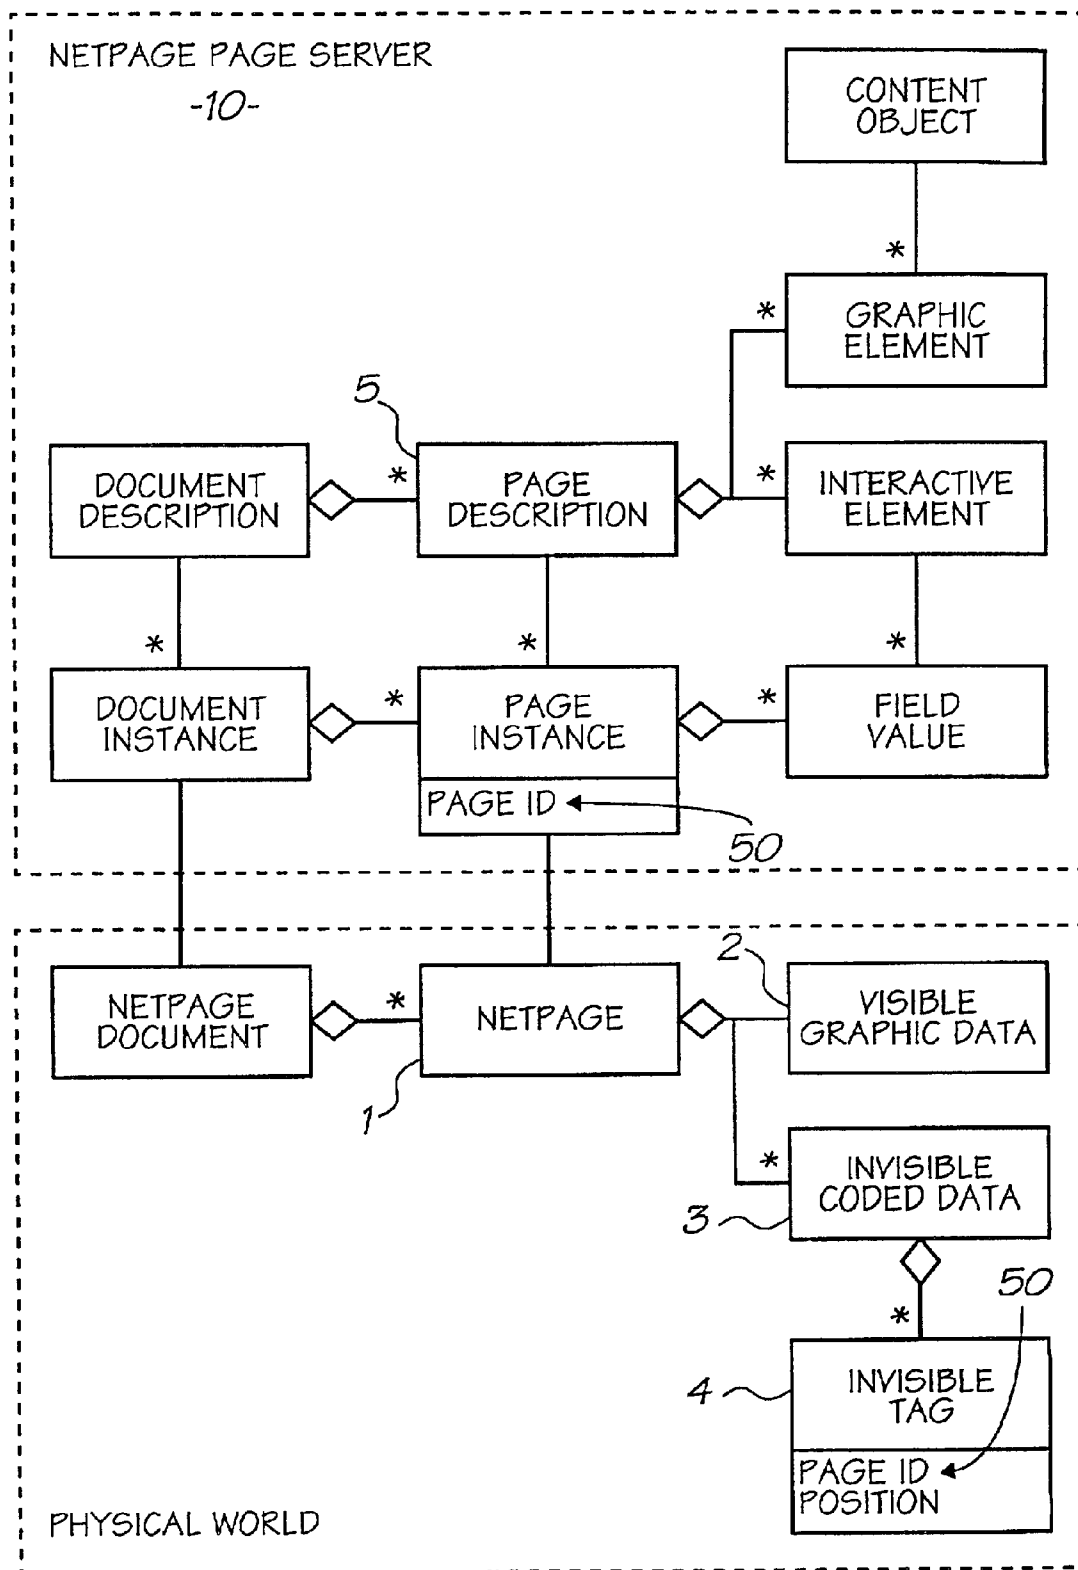 NETPAGE PAGE SERVER
-10-
CONTENT
OBJECT
*
GRAPHIC
ELEMENT
*
5
DOCUMENT
DESCRIPTION
*
PAGE
DESCRIPTION
*
INTERACTIVE
ELEMENT
*
*
*
DOCUMENT
INSTANCE
*
PAGE
INSTANCE
*
FIELD
VALUE
PAGE ID
50
NETPAGE
DOCUMENT
*
NETPAGE
1
2
VISIBLE
GRAPHIC DATA
*
INVISIBLE
CODED DATA
3
*
50
4
INVISIBLE
TAG
PAGE ID
POSITION
PHYSICAL WORLD